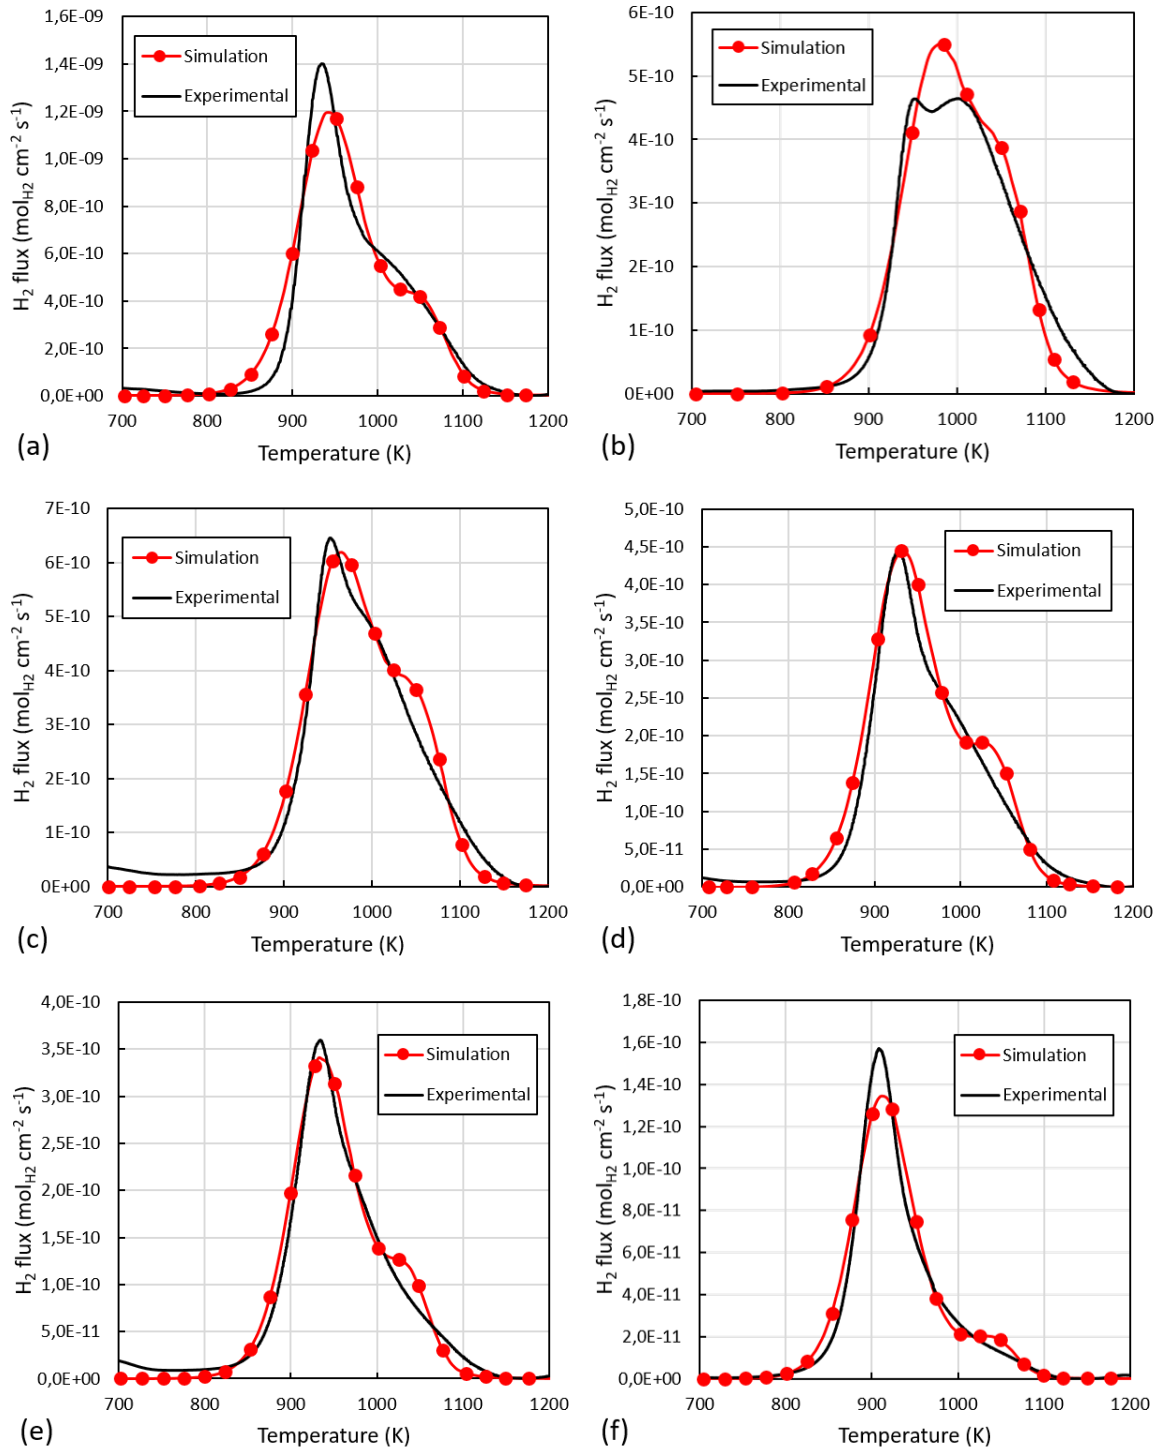 1,6E-09
1,4E-09
1,2E-09
1,0E-09
8,0E-10
6,0E-10
4,0E-10
2,0E-10
0,0E+00
H2 flux (molH2 cm-2 s-1)
Simulation
Experimental
700 800 900 1000 1100 1200
Temperature (K)
(a)
6E-10
5E-10
4E-10
3E-10
2E-10
1E-10
0E+00
H2 flux (molH2 cm-2 s-1)
Simulation
Experimental
700 800 900 1000 1100 1200
Temperature (K)
(b)
7E-10
6E-10
5E-10
4E-10
3E-10
2E-10
1E-10
0E+00
H2 flux (molH2 cm-2 s-1)
Simulation
Experimental
700 800 900 1000 1100 1200
Temperature (K)
(c)
5,0E-10
4,5E-10
4,0E-10
3,5E-10
3,0E-10
2,5E-10
2,0E-10
1,5E-10
1,0E-10
5,0E-11
0,0E+00
H2 flux (molH2 cm-2 s-1)
Simulation
Experimental
700 800 900 1000 1100 1200
Temperature (K)
(d)
4,0E-10
3,5E-10
3,0E-10
2,5E-10
2,0E-10
1,5E-10
1,0E-10
5,0E-11
0,0E+00
H2 flux (molH2 cm-2 s-1)
Simulation
Experimental
700 800 900 1000 1100 1200
Temperature (K)
(e)
1,8E-10
1,6E-10
1,4E-10
1,2E-10
1,0E-10
8,0E-11
6,0E-11
4,0E-11
2,0E-11
0,0E+00
H2 flux (molH2 cm-2 s-1)
Simulation
Experimental
700 800 900 1000 1100 1200
Temperature (K)
(f)